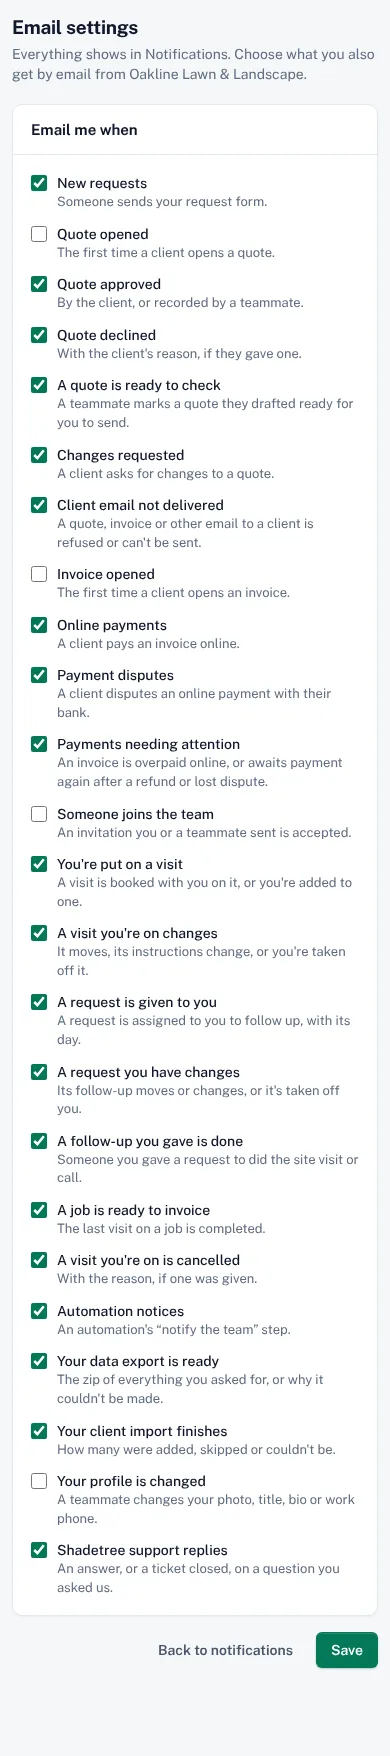 Email settings
Everything shows in Notifications. Choose what you also
get by email from Oakline Lawn & Landscape.
Email me when
New requests
Someone sends your request form.
Quote opened
The first time a client opens a quote.
Quote approved
By the client, or recorded by a teammate.
Quote declined
With the client's reason, if they gave one.
A quote is ready to check
A teammate marks a quote they drafted ready for
you to send.
Changes requested
A client asks for changes to a quote.
Client email not delivered
A quote, invoice or other email to a client is
refused or can't be sent.
Invoice opened
The first time a client opens an invoice.
Online payments
A client pays an invoice online.
Payment disputes
A client disputes an online payment with their
bank.
Payments needing attention
An invoice is overpaid online, or awaits payment
again after a refund or lost dispute.
Someone joins the team
An invitation you or a teammate sent is accepted.
You're put on a visit
A visit is booked with you on it, or you're added to
one.
A visit you're on changes
It moves, its instructions change, or you're taken
off it.
A request is given to you
A request is assigned to you to follow up, with its
day.
A request you have changes
Its follow-up moves or changes, or it's taken off
you.
A follow-up you gave is done
Someone you gave a request to did the site visit or
call.
A job is ready to invoice
The last visit on a job is completed.
A visit you're on is cancelled
With the reason, if one was given.
Automation notices
An automation's “notify the team” step.
Your data export is ready
The zip of everything you asked for, or why it
couldn't be made.
Your client import finishes
How many were added, skipped or couldn't be.
Your profile is changed
A teammate changes your photo, title, bio or work
phone.
Shadetree support replies
An answer, or a ticket closed, on a question you
asked us.
Back to notifications
Save